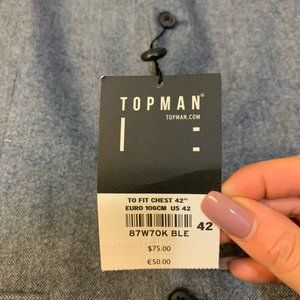 TOPMAN®
TOPMAN.COM
TO FIT CHEST 42"
EURO 106CM US 42
87W70K BLE
42
$75.00
€50.00